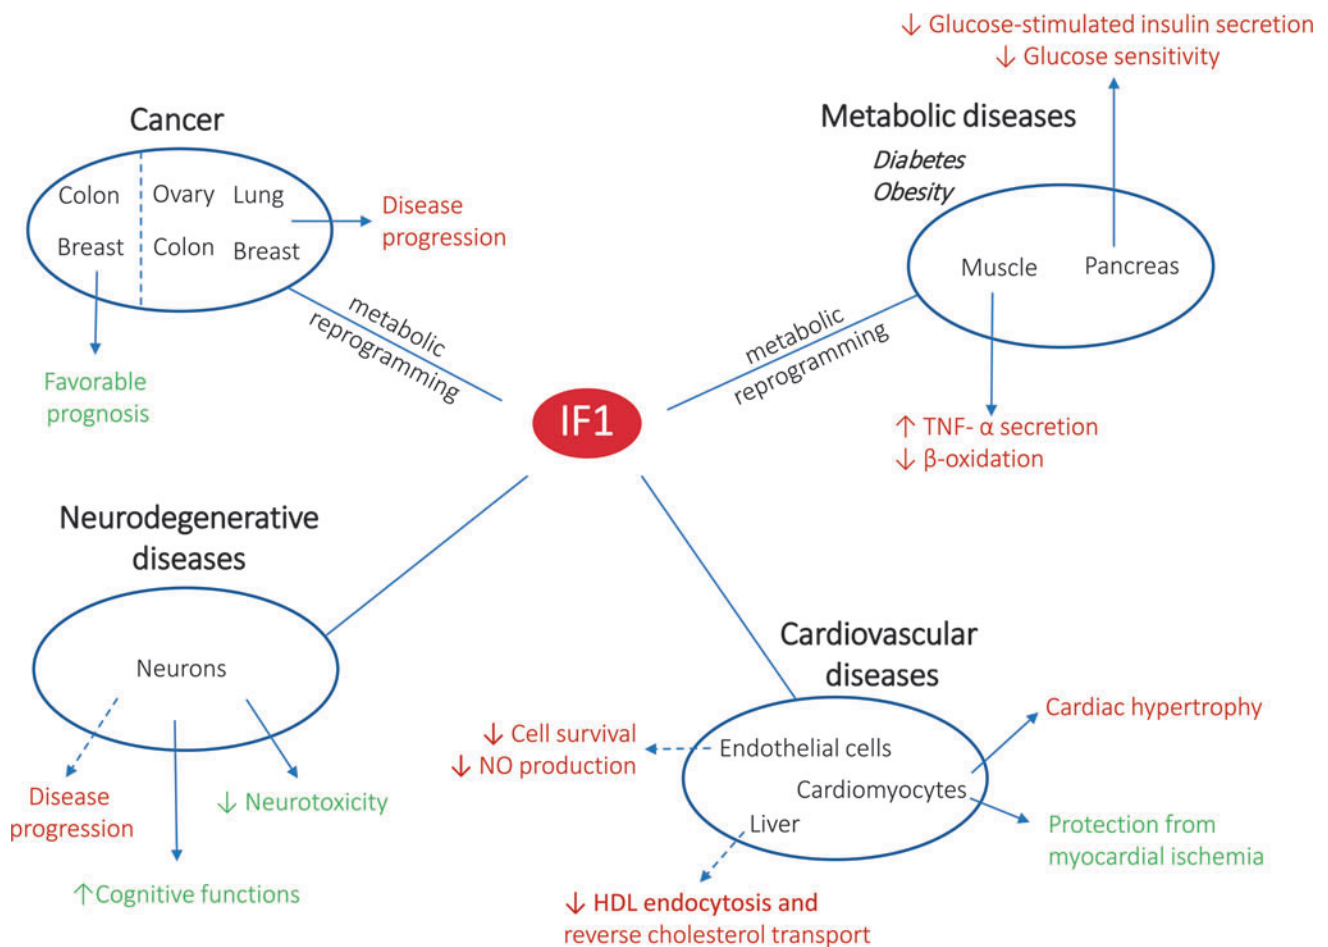 Cancer
Colon
Breast
Ovary
Lung
Colon
Breast
Disease
progression
Favorable
prognosis
metabolic
reprogramming
↓ Glucose-stimulated insulin secretion
↓ Glucose sensitivity
Metabolic diseases
Diabetes
Obesity
Muscle
Pancreas
metabolic
reprogramming
↑ TNF- α secretion
↓ β-oxidation
IF1
Neurodegenerative
diseases
Neurons
Disease
progression
↓ Neurotoxicity
↑Cognitive functions
Cardiovascular
diseases
Endothelial cells
Cardiomyocytes
Liver
↓ Cell survival
↓ NO production
Cardiac hypertrophy
Protection from
myocardial ischemia
↓ HDL endocytosis and
reverse cholesterol transport